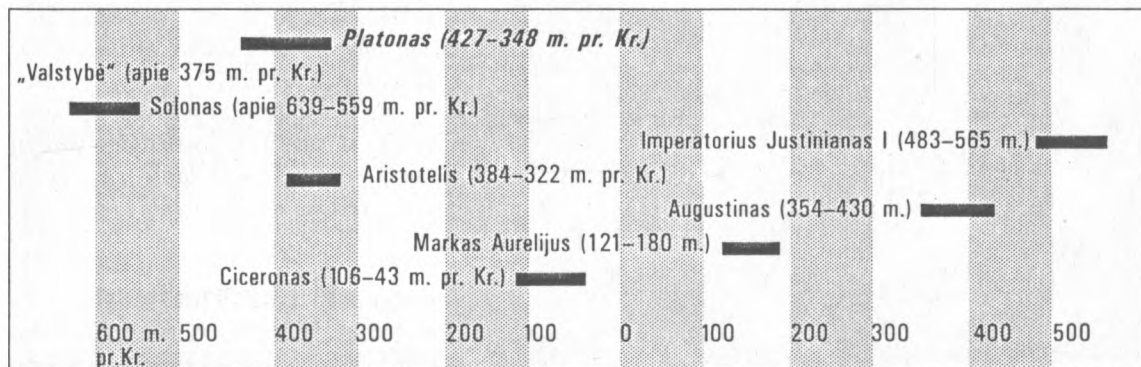 Platonas (427–348 m. pr. Kr.)
„Valstybė“ (apie 375 m. pr. Kr.)
Solonas (apie 639–559 m. pr. Kr.)
Imperatorius Justinianas I (483–565 m.)
Aristotelis (384–322 m. pr. Kr.)
Augustinas (354–430 m.)
Markas Aurelijus (121–180 m.)
Ciceronas (106–43 m. pr. Kr.)
600 m. 500 400 300 200 100 0 100 200 300 400 500
pr.Kr.